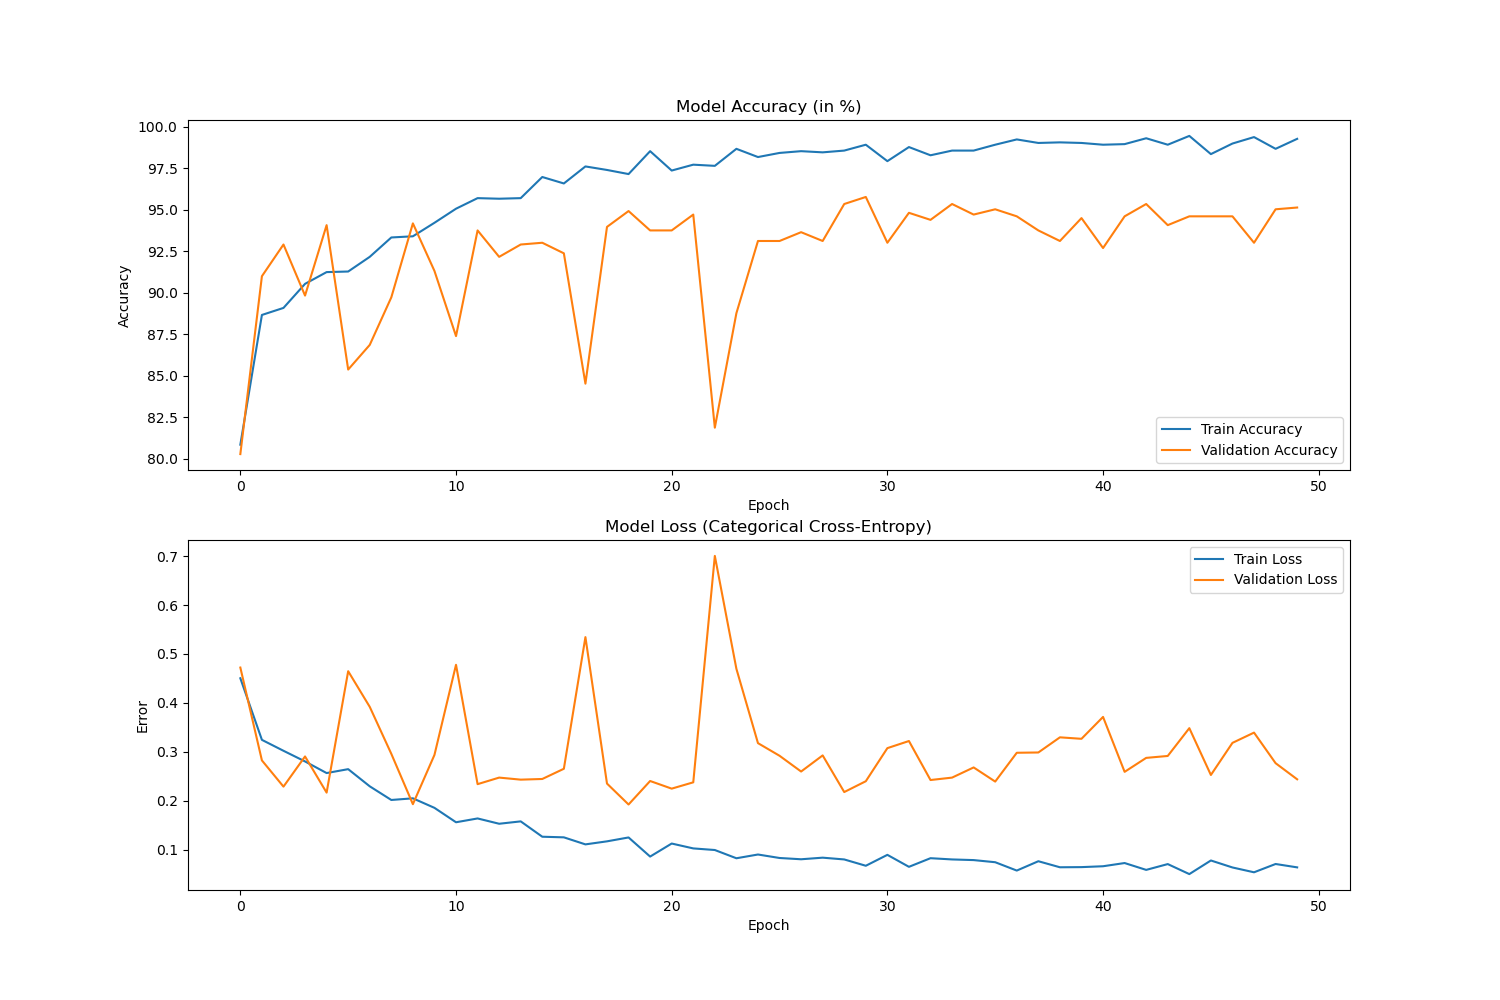 Model Accuracy (in %)
100.0
97.5
95.0
92.5
90.0
87.5
85.0
82.5
80.0
Accuracy
Train Accuracy
Validation Accuracy
0 10 20 30 40 50
Epoch
Model Loss (Categorical Cross-Entropy)
0.7
0.6
0.5
0.4
0.3
0.2
0.1
Error
Train Loss
Validation Loss
0 10 20 30 40 50
Epoch